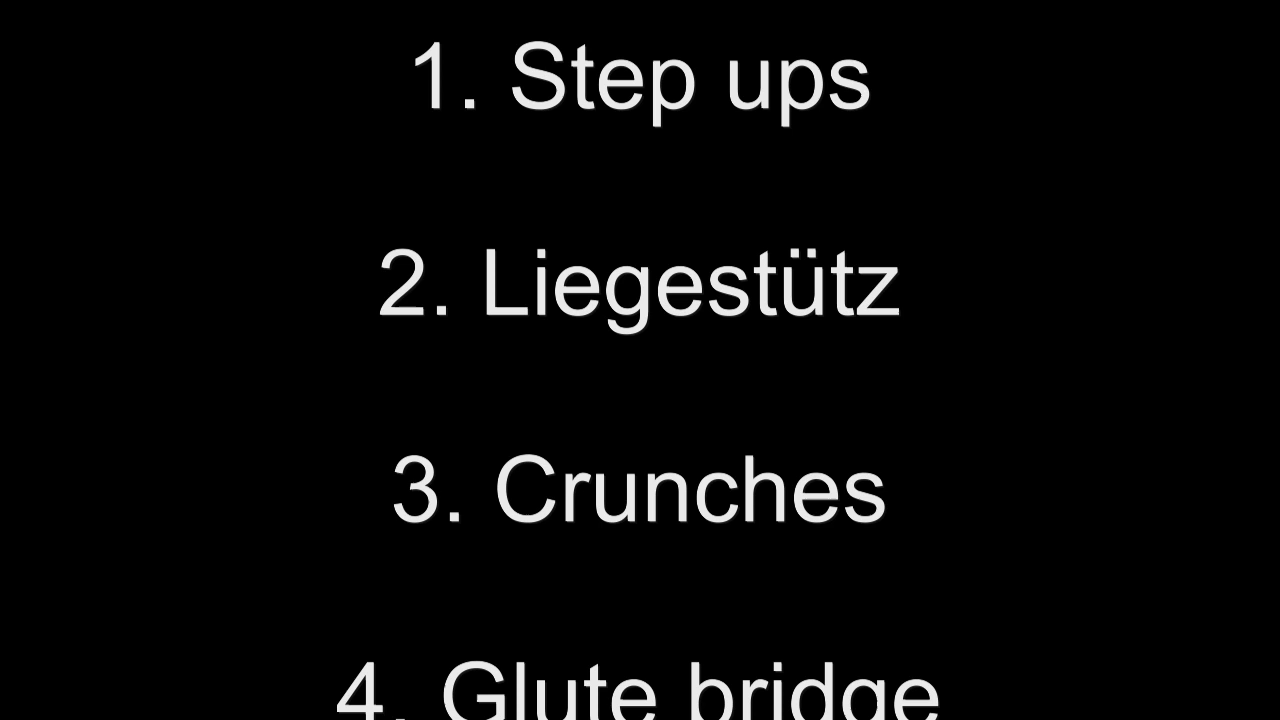 1. Step ups
2. Liegestütz
3. Crunches
4. Glute bridge